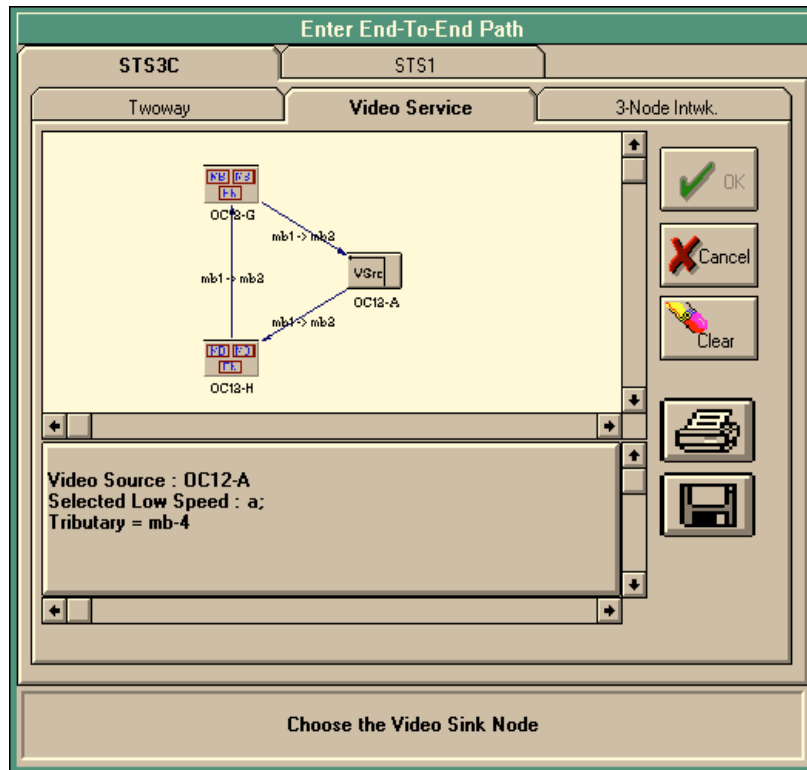 Enter End-To-End Path
STS3C
STS1
Twoway
Video Service
3-Node Intwk.
OC12-G
mb1-> mb2
VSrc
mb1-> mb2
OC12-A
mb1-> mb2
OC12-H
OK
Cancel
Clear
Video Source : OC12-A
Selected Low Speed : a;
Tributary = mb-4
Choose the Video Sink Node